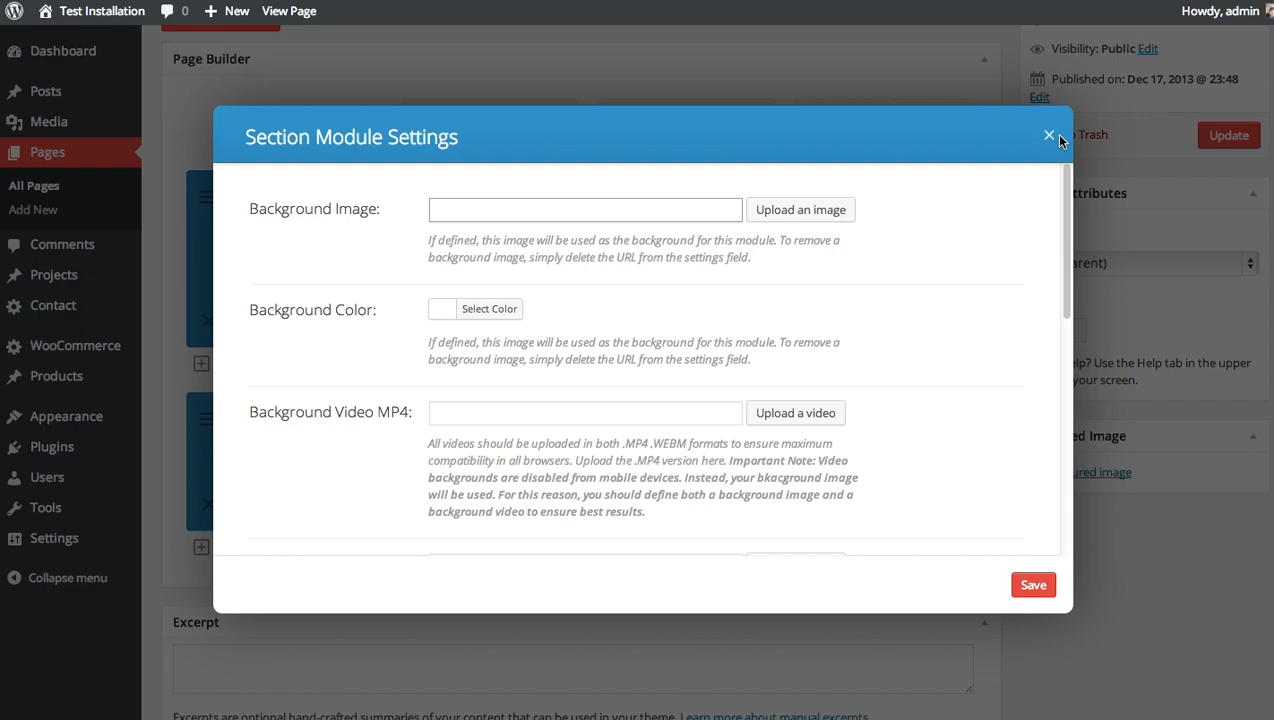 Test Installation 0 New View Page Howdy, admin
Dashboard
Posts
Media
Pages
All Pages
Add New
Comments
Projects
Contact
WooCommerce
Products
Appearance
Plugins
Users
Tools
Settings
Collapse menu
Page Builder
Visibility: Public Edit
Published on: Dec 17, 2013 @ 23:48
Edit
Trash
Update
Section Module Settings
Background Image:
Upload an image
If defined, this image will be used as the background for this module. To remove a
background image, simply delete the URL from the settings field.
Background Color:
Select Color
If defined, this image will be used as the background for this module. To remove a
background image, simply delete the URL from the settings field.
Background Video MP4:
Upload a video
All videos should be uploaded in both .MP4 .WEBM formats to ensure maximum
compatibility in all browsers. Upload the .MP4 version here. Important Note: Video
backgrounds are disabled from mobile devices. Instead, your bkacground image
will be used. For this reason, you should define both a background image and a
background video to ensure best results.
Save
ttributes
arent)
elp? Use the Help tab in the upper
your screen.
ed Image
ured image
Excerpt
Excerpts are optional hand-crafted summaries of your content that can be used in your theme. Learn more about manual excerpts